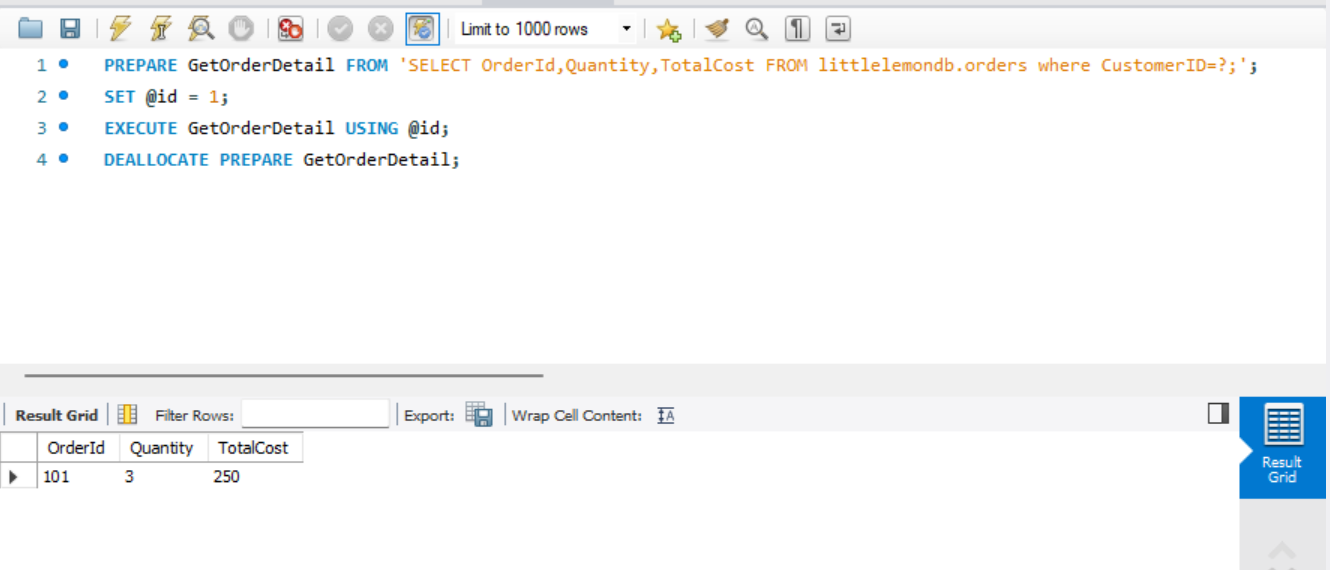 Limit to 1000 rows
1 PREPARE GetOrderDetail FROM 'SELECT OrderId,Quantity,TotalCost FROM littlelemondb.orders where CustomerID=?;';
2 SET @id = 1;
3 EXECUTE GetOrderDetail USING @id;
4 DEALLOCATE PREPARE GetOrderDetail;
Result Grid Filter Rows: Export: Wrap Cell Content: IA
OrderId Quantity TotalCost
101 3 250
Result
Grid